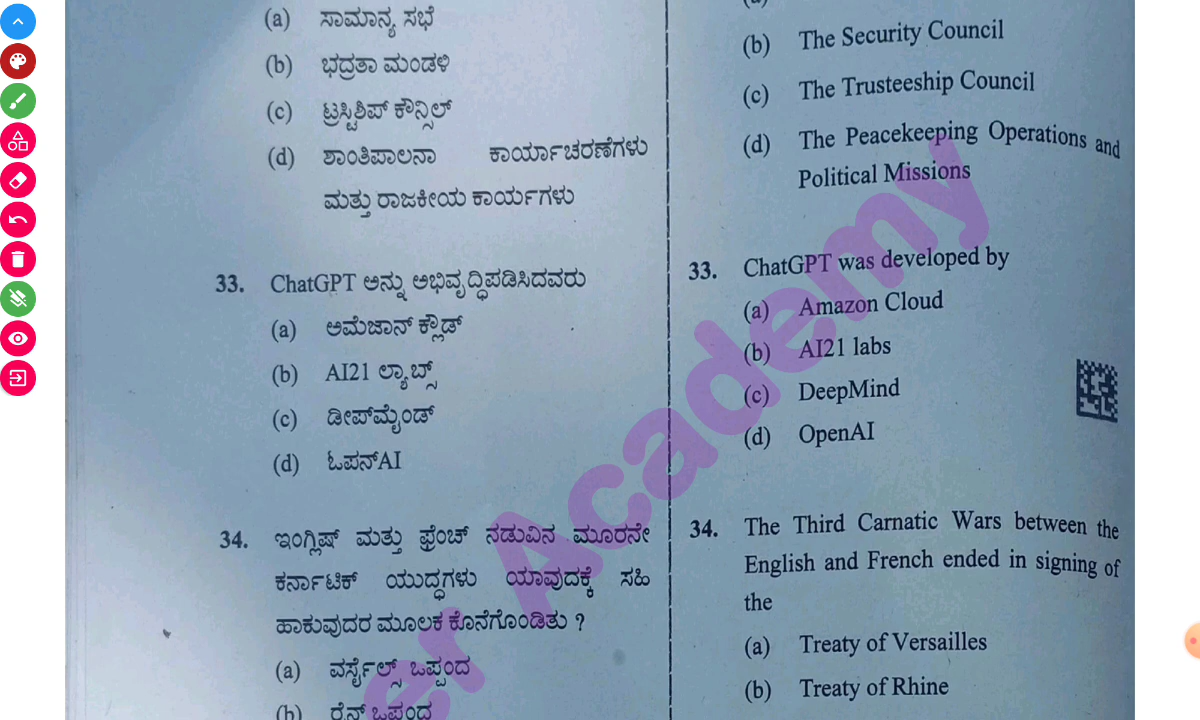 (a) ಸಾಮಾನ್ಯ ಸಭೆ
(b) ಭದ್ರತಾ ಮಂಡಳಿ
(c) ಟ್ರಸ್ಟಿಶಿಪ್ ಕೌನ್ಸಿಲ್
(d) ಶಾಂತಿಪಾಲನಾ ಕಾರ್ಯಾಚರಣೆಗಳು
ಮತ್ತು ರಾಜಕೀಯ ಕಾರ್ಯಗಳು
33. ChatGPT ಅನ್ನು ಅಭಿವೃದ್ಧಿಪಡಿಸಿದವರು
(a) ಅಮೆಜಾನ್ ಕ್ಲೌಡ್
(b) AI21 ಲ್ಯಾಬ್ಸ್
(c) ಡೀಪ್‌ಮೈಂಡ್
(d) ಓಪನ್AI
34. ಇಂಗ್ಲಿಷ್ ಮತ್ತು ಫ್ರೆಂಚ್ ನಡುವಿನ ಮೂರನೇ
ಕರ್ನಾಟಿಕ್ ಯುದ್ಧಗಳು ಯಾವುದಕ್ಕೆ ಸಹಿ
ಹಾಕುವುದರ ಮೂಲಕ ಕೊನೆಗೊಂಡಿತು ?
(a) ವರ್ಸೈಲ್ಸ್ ಒಪ್ಪಂದ
(b) ರೈನ್ ಒಪ್ಪಂದ
(b) The Security Council
(c) The Trusteeship Council
(d) The Peacekeeping Operations and
Political Missions
33. ChatGPT was developed by
(a) Amazon Cloud
(b) AI21 labs
(c) DeepMind
(d) OpenAI
34. The Third Carnatic Wars between the
English and French ended in signing of
the
(a) Treaty of Versailles
(b) Treaty of Rhine
er Academy